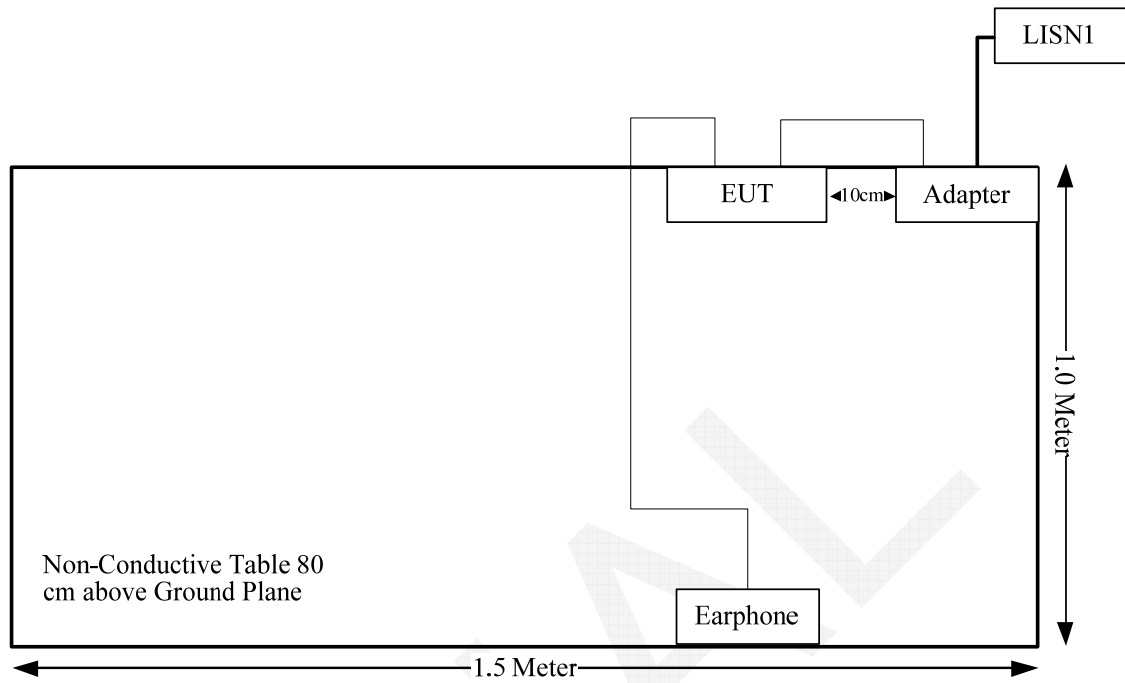 LISN1
EUT
10cm
Adapter
1.0 Meter
Non-Conductive Table 80
cm above Ground Plane
Earphone
1.5 Meter